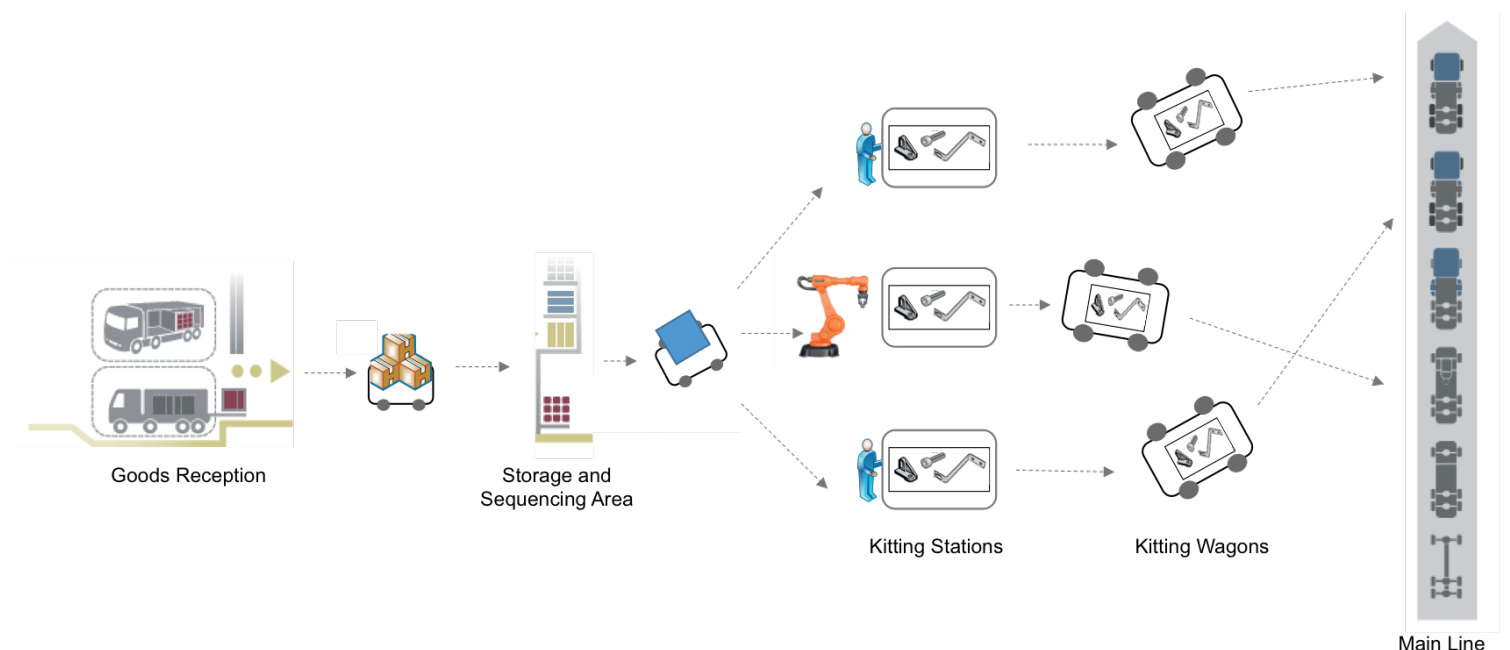 Goods Reception
Storage and
Sequencing Area
Kitting Stations
Kitting Wagons
Main Line